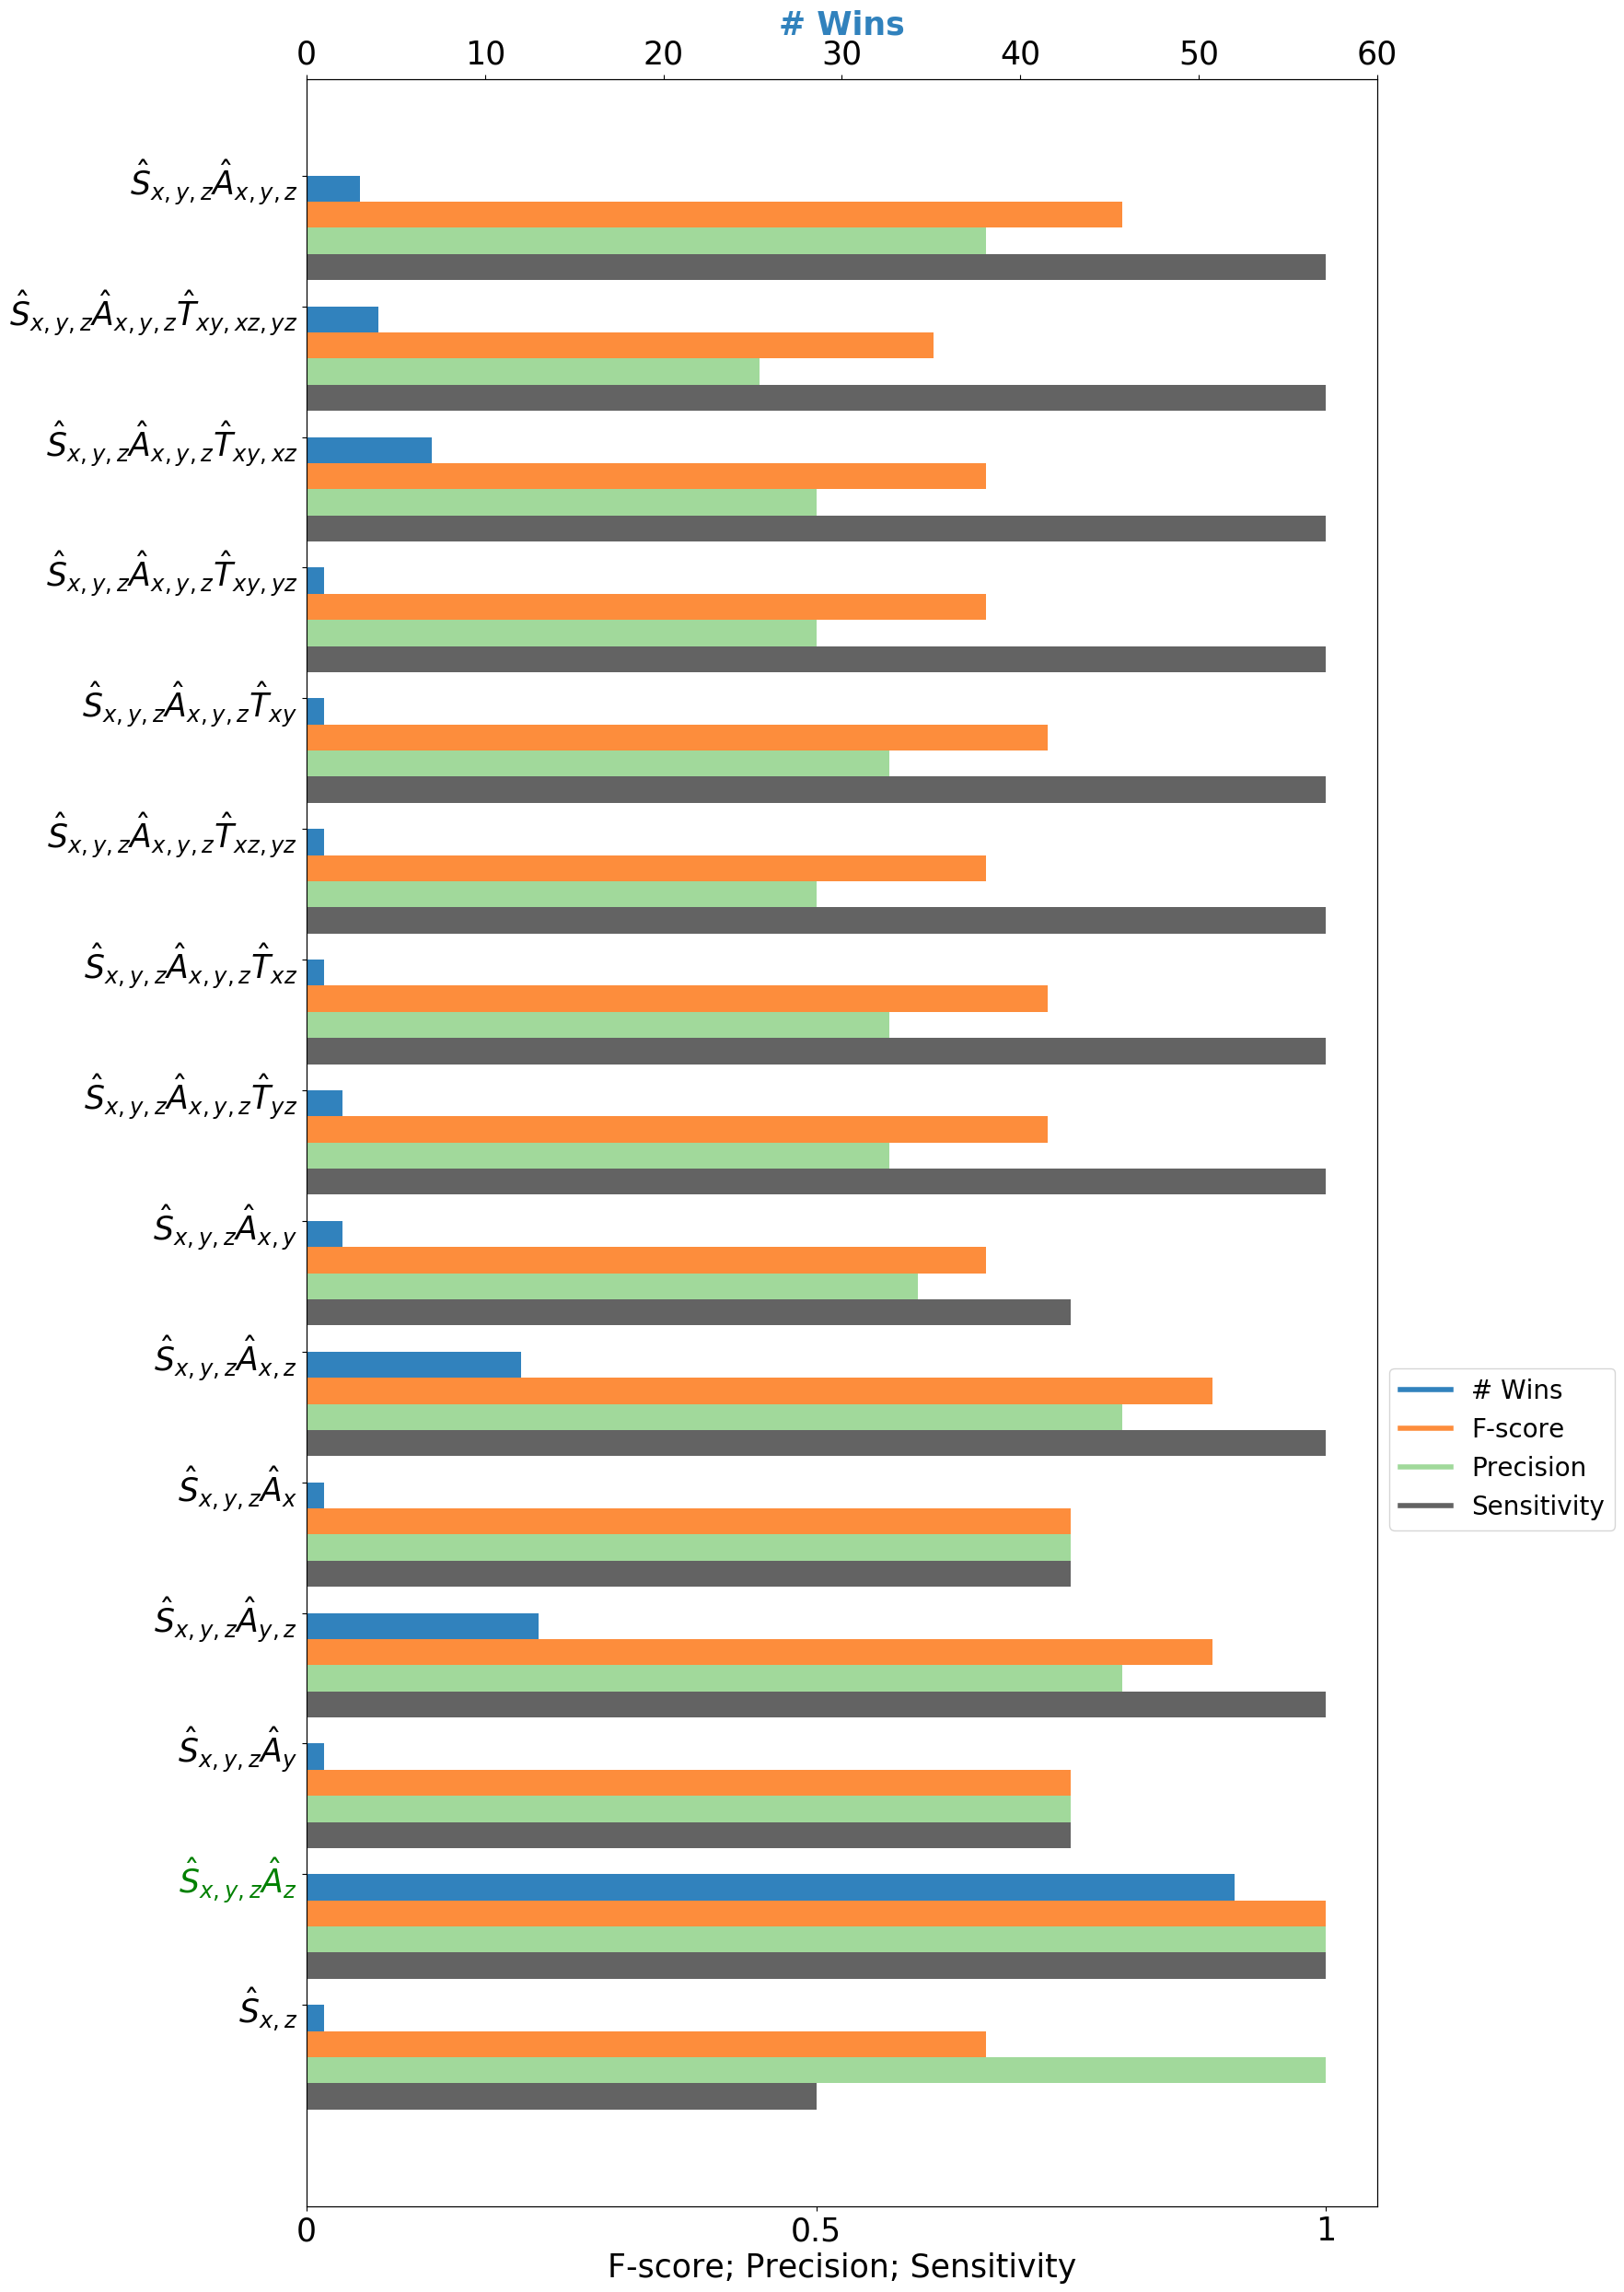 # Wins
0 10 20 30 40 50 60
Ŝx, y, zÂx, y, z
Ŝx, y, zÂx, y, zT̂xy, xz, yz
Ŝx, y, zÂx, y, zT̂xy, xz
Ŝx, y, zÂx, y, zT̂xy, yz
Ŝx, y, zÂx, y, zT̂xy
Ŝx, y, zÂx, y, zT̂xz, yz
Ŝx, y, zÂx, y, zT̂xz
Ŝx, y, zÂx, y, zT̂yz
Ŝx, y, zÂx, y
Ŝx, y, zÂx, z
Ŝx, y, zÂx
Ŝx, y, zÂy, z
Ŝx, y, zÂy
Ŝx, y, zÂz
Ŝx, z
# Wins
F-score
Precision
Sensitivity
0 0.5 1
F-score; Precision; Sensitivity